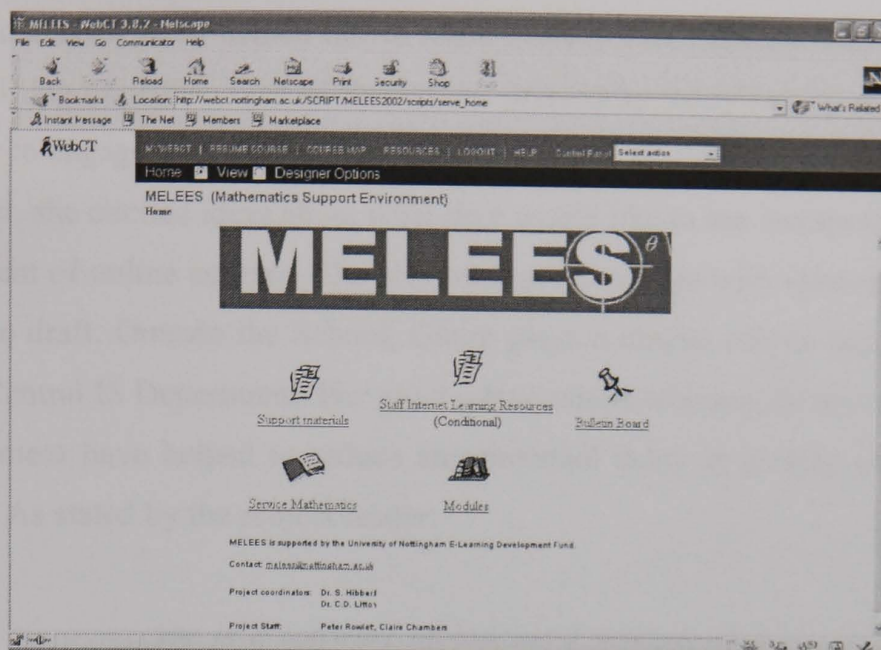 MELEES - WebCT 3.8.2 - Netscape
File Edit View Go Communicator Help
Back Reload Home Search Netscape Print Security Shop
Bookmarks Location: http://webct.nottingham.ac.uk/SCRIPT/MELEES2002/scripts/serve_home What's Related
Instant Message The Net Members Marketplace
WebCT MYWEBCT | RESUME COURSE | COURSE MAP RESOURCES | LOGOUT | HELP Control Panel Select action
Home View Designer Options
MELEES (Mathematics Support Environment)
Home
MELEES θ
Support materials Staff Internet Learning Resources Bulletin Board
(Conditional)
Service Mathematics Modules
MELEES is supported by the University of Nottingham E-Learning Development Fund.
Contact: melees@nottingham.ac.uk
Project coordinators: Dr. S. Hibberd
Dr. C.D. Litton
Project Staff: Peter Rowlet, Claire Chambers